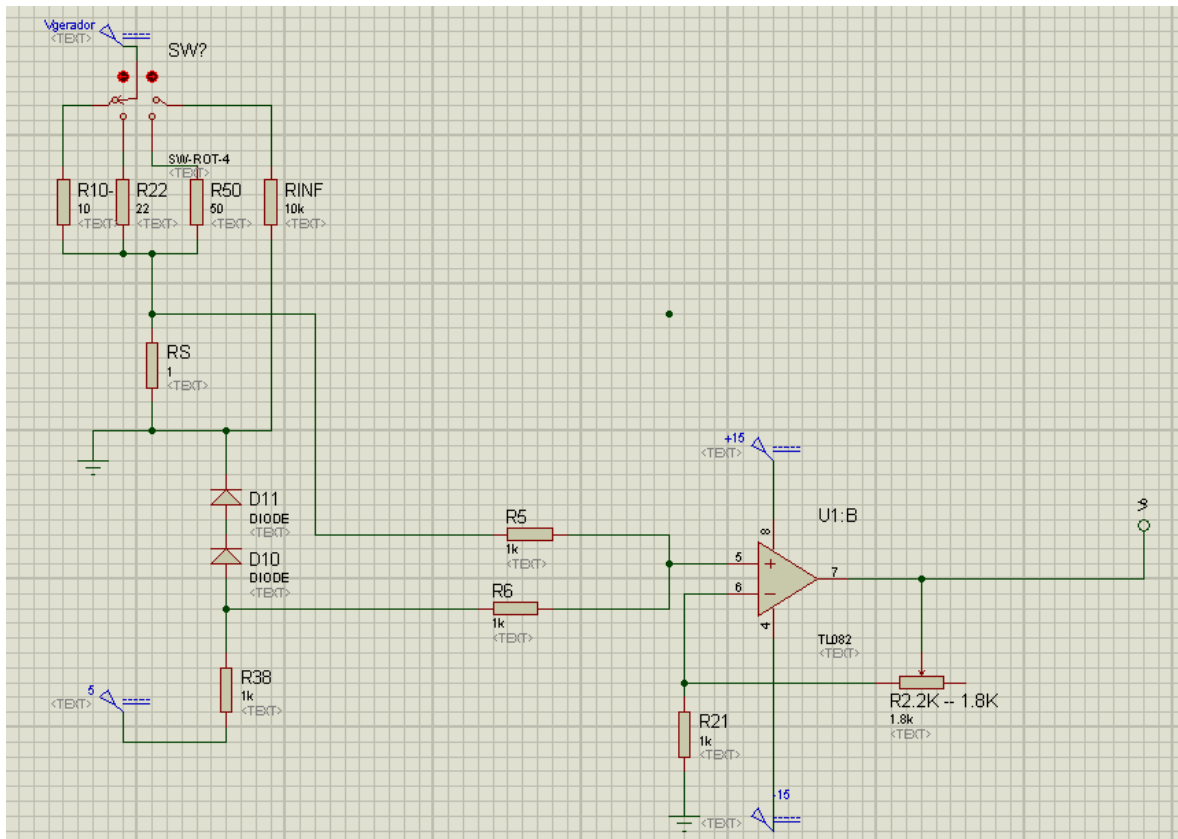 Vgerador
<TEXT>
SW?
SW-ROT-4
<TEXT>
R10-
10
<TEXT>
R22
22
<TEXT>
R50
50
<TEXT>
RINF
10k
<TEXT>
RS
1
<TEXT>
D11
DIODE
<TEXT>
D10
DIODE
<TEXT>
R5
1k
<TEXT>
R6
1k
<TEXT>
R38
1k
<TEXT>
5
<TEXT>
+15
<TEXT>
U1:B
8
5
6
7
4
TL082
<TEXT>
R2.2K -- 1.8K
1.8k
<TEXT>
R21
1k
<TEXT>
-15
<TEXT>